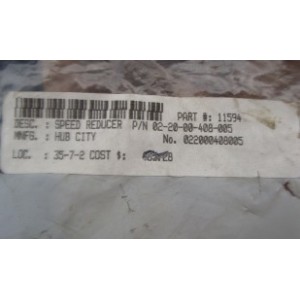 PART #: 11594
DESC. : SPEED REDUCER P/N 02-20-00-408-005
MNFG. : HUB CITY No. 022000408005
LOC. : 35-7-2 COST $: